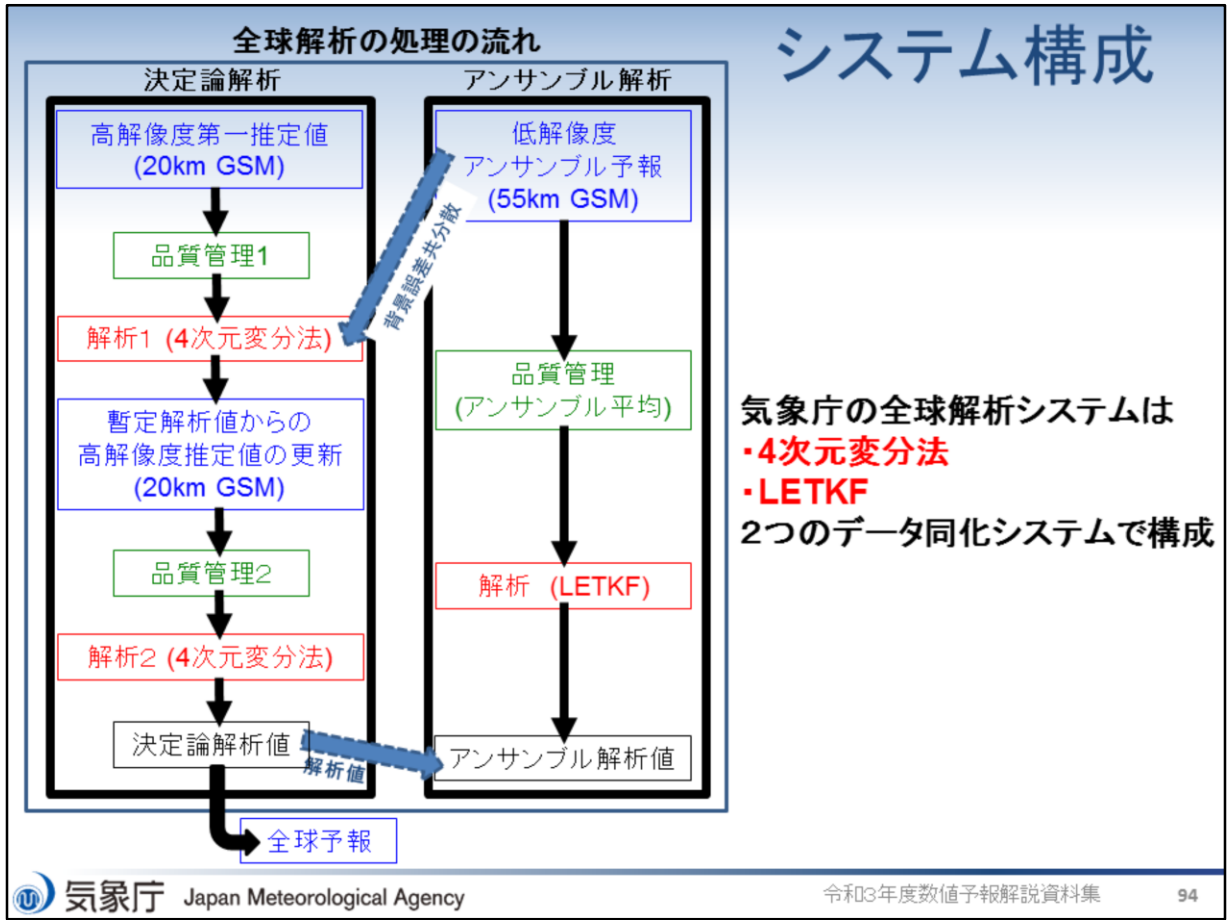 システム構成
全球解析の処理の流れ
決定論解析
高解像度第一推定値
(20km GSM)
品質管理1
解析1 (4次元変分法)
暫定解析値からの
高解像度推定値の更新
(20km GSM)
品質管理2
解析2 (4次元変分法)
決定論解析値
全球予報
アンサンブル解析
低解像度
アンサンブル予報
(55km GSM)
背景誤差共分散
品質管理
(アンサンブル平均)
解析 (LETKF)
アンサンブル解析値
解析値
気象庁の全球解析システムは
・4次元変分法
・LETKF
2つのデータ同化システムで構成
気象庁 Japan Meteorological Agency
令和3年度数値予報解説資料集
94